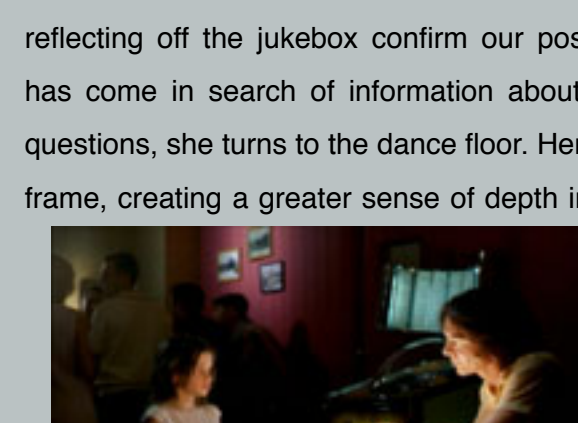 reflecting off the jukebox confirm our pos
has come in search of information about
questions, she turns to the dance floor. Her
frame, creating a greater sense of depth i